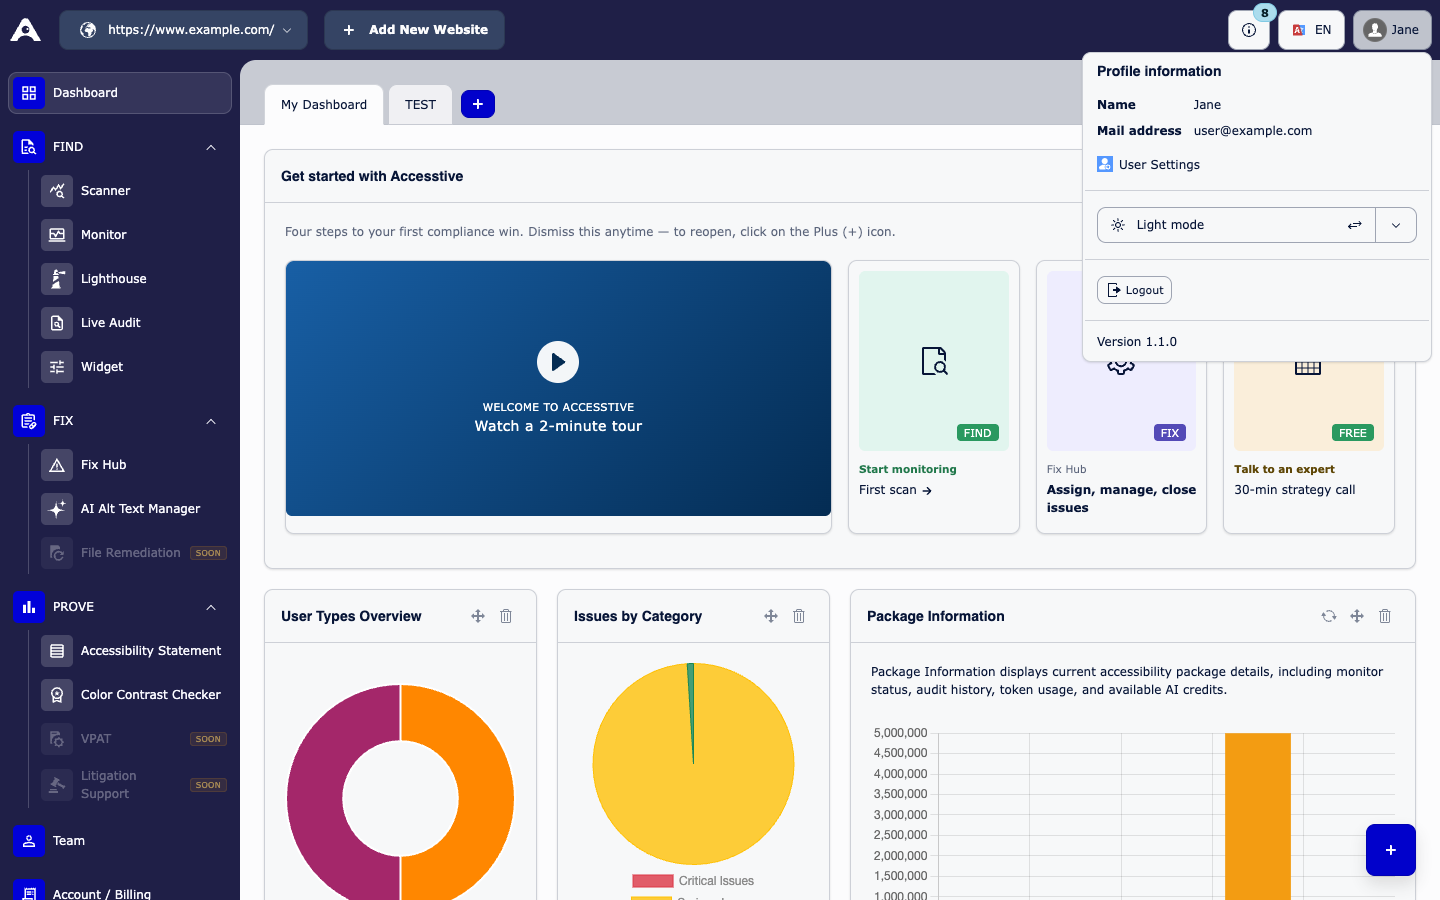 https://www.example.com/
Add New Website
8
EN
Jane
Dashboard
FIND
Scanner
Monitor
Lighthouse
Live Audit
Widget
FIX
Fix Hub
AI Alt Text Manager
File Remediation SOON
PROVE
Accessibility Statement
Color Contrast Checker
VPAT SOON
Litigation
Support
SOON
Team
Account / Billing
My Dashboard
TEST
+
Profile information
Name Jane
Mail address user@example.com
User Settings
Light mode
Logout
Version 1.1.0
Get started with Accesstive
Four steps to your first compliance win. Dismiss this anytime — to reopen, click on the Plus (+) icon.
WELCOME TO ACCESSTIVE
Watch a 2-minute tour
FIND
Start monitoring
First scan →
FIX
Fix Hub
Assign, manage, close
issues
FREE
Talk to an expert
30-min strategy call
User Types Overview
Issues by Category
Critical Issues
Package Information
Package Information displays current accessibility package details, including monitor
status, audit history, token usage, and available AI credits.
5,000,000
4,500,000
4,000,000
3,500,000
3,000,000
2,500,000
2,000,000
1,500,000
1,000,000
+